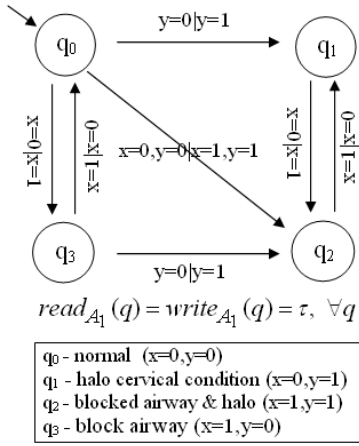 y=0|y=1
q₀
q₁
x=0|x=1
x=1|x=0
x=0,y=0|x=1,y=1
x=0|x=1
x=1|x=0
q₃
q₂
y=0|y=1
read_A₁(q) = write_A₁(q) = τ, ∀q
q₀ - normal (x=0,y=0)
q₁ - halo cervical condition (x=0,y=1)
q₂ - blocked airway & halo (x=1,y=1)
q₃ - block airway (x=1,y=0)